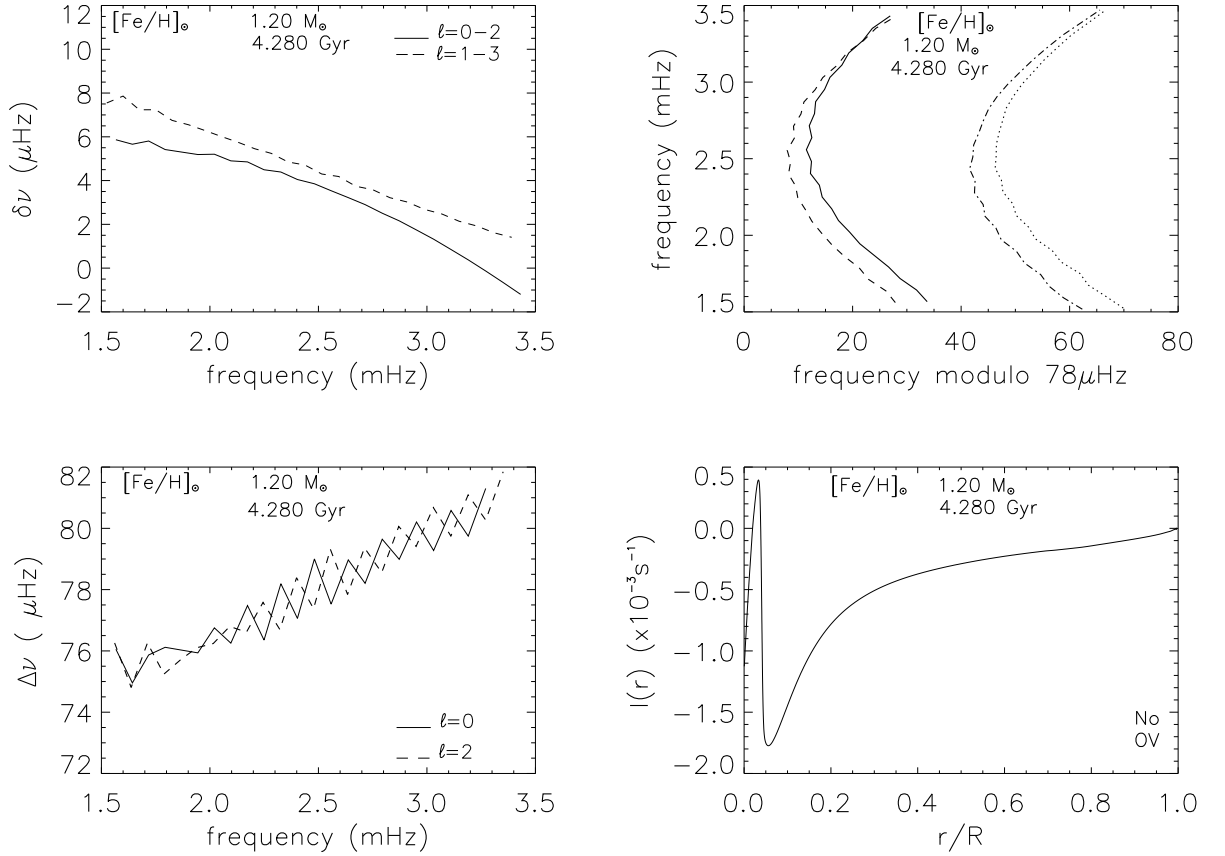 [Fe/H]⊙ 1.20 M⊙
4.280 Gyr
ℓ=0−2
ℓ=1−3
12
10
8
6
4
2
0
−2
δν (μHz)
1.5 2.0 2.5 3.0 3.5
frequency (mHz)
[Fe/H]⊙
1.20 M⊙
4.280 Gyr
3.5
3.0
2.5
2.0
1.5
frequency (mHz)
0 20 40 60 80
frequency modulo 78μHz
[Fe/H]⊙ 1.20 M⊙
4.280 Gyr
82
80
78
76
74
72
Δν ( μHz)
ℓ=0
ℓ=2
1.5 2.0 2.5 3.0 3.5
frequency (mHz)
[Fe/H]⊙ 1.20 M⊙
4.280 Gyr
0.5
0.0
−0.5
−1.0
−1.5
−2.0
I(r) (x10⁻³s⁻¹)
No
OV
0.0 0.2 0.4 0.6 0.8 1.0
r/R